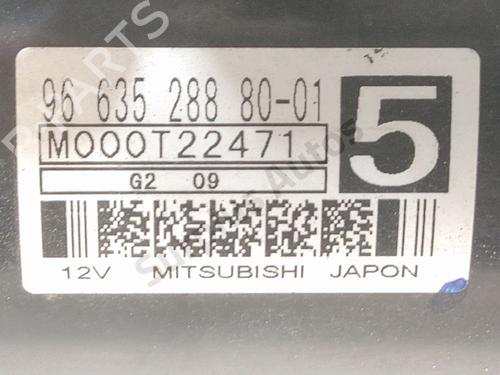 96 635 288 80-01
5
M000T22471
G2 09
12V MITSUBISHI JAPON